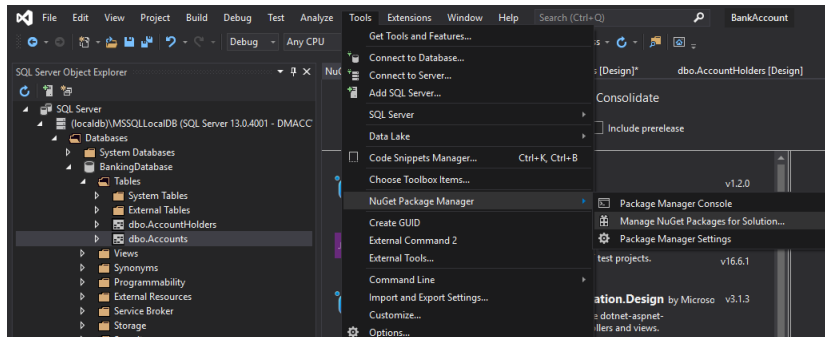 File Edit View Project Build Debug Test Analyze Tools Extensions Window Help Search (Ctrl+Q) BankAccount
Debug Any CPU
SQL Server Object Explorer
SQL Server
(localdb)\MSSQLLocalDB (SQL Server 13.0.4001 - DMACC
Databases
System Databases
BankingDatabase
Tables
System Tables
External Tables
dbo.AccountHolders
dbo.Accounts
Views
Synonyms
Programmability
External Resources
Service Broker
Storage
Get Tools and Features...
Connect to Database...
Connect to Server...
Add SQL Server...
SQL Server
Data Lake
Code Snippets Manager... Ctrl+K, Ctrl+B
Choose Toolbox Items...
NuGet Package Manager
Create GUID
External Command 2
External Tools...
Command Line
Import and Export Settings...
Customize...
Options...
Package Manager Console
Manage NuGet Packages for Solution...
Package Manager Settings
[Design]* dbo.AccountHolders [Design]
Consolidate
Include prerelease
v1.2.0
test projects. v16.6.1
ation.Design by Microso v3.1.3
dotnet-aspnet-
ollers and views.